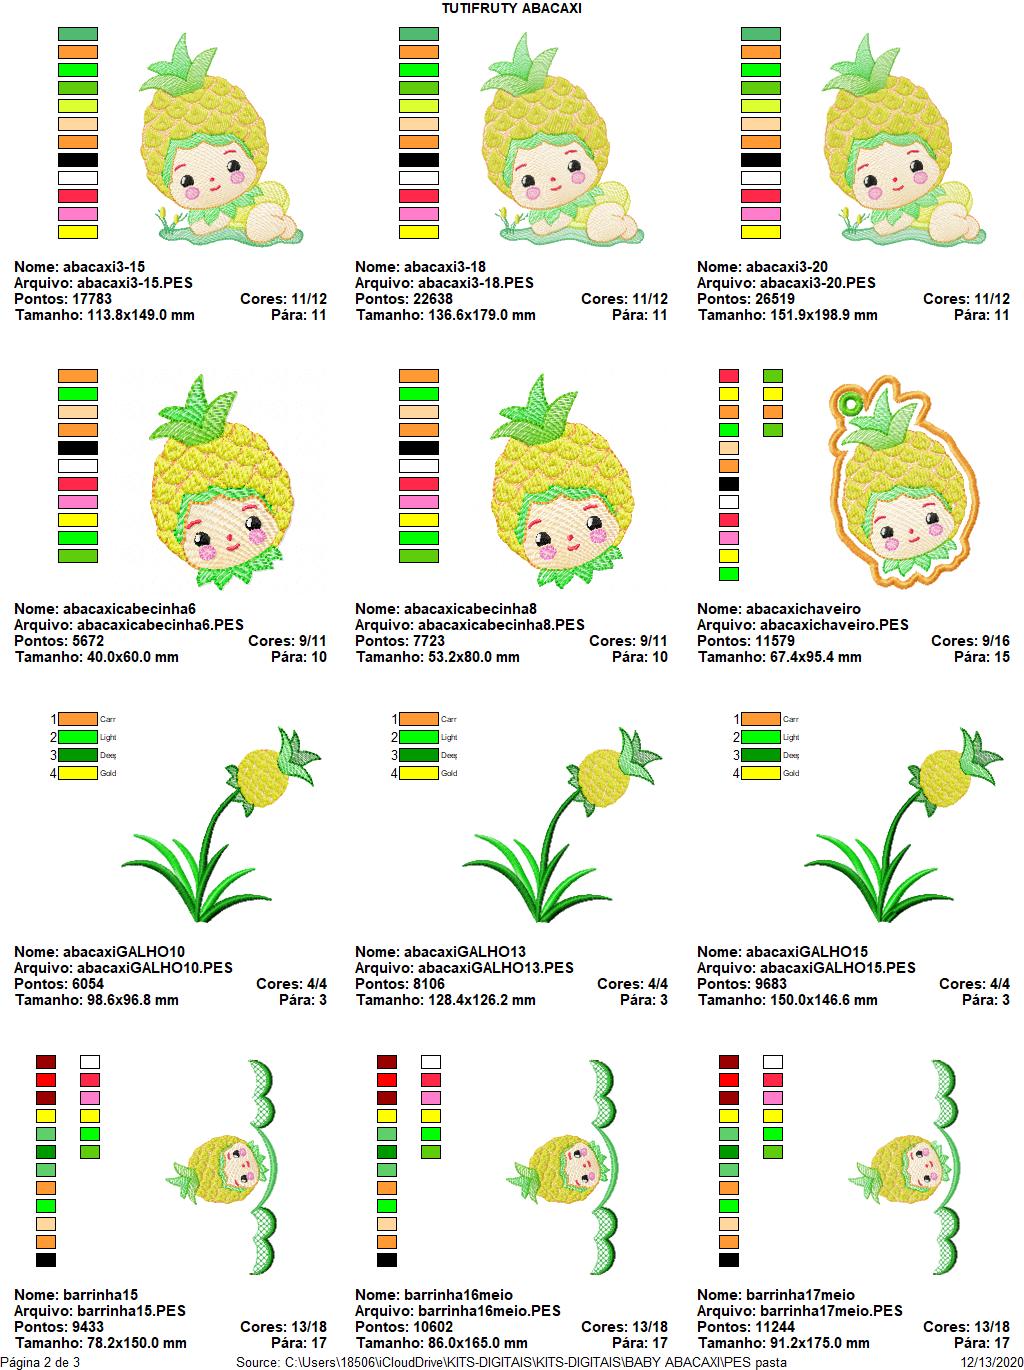 TUTIFRUTY ABACAXI
Nome: abacaxi3-15
Arquivo: abacaxi3-15.PES
Pontos: 17783 Cores: 11/12
Tamanho: 113.8x149.0 mm Pára: 11
Nome: abacaxi3-18
Arquivo: abacaxi3-18.PES
Pontos: 22638 Cores: 11/12
Tamanho: 136.6x179.0 mm Pára: 11
Nome: abacaxi3-20
Arquivo: abacaxi3-20.PES
Pontos: 26519 Cores: 11/12
Tamanho: 151.9x198.9 mm Pára: 11
Nome: abacaxicabecinha6
Arquivo: abacaxicabecinha6.PES
Pontos: 5672 Cores: 9/11
Tamanho: 40.0x60.0 mm Pára: 10
Nome: abacaxicabecinha8
Arquivo: abacaxicabecinha8.PES
Pontos: 7723 Cores: 9/11
Tamanho: 53.2x80.0 mm Pára: 10
Nome: abacaxichaveiro
Arquivo: abacaxichaveiro.PES
Pontos: 11579 Cores: 9/16
Tamanho: 67.4x95.4 mm Pára: 15
1 Carr
2 Light
3 Deep
4 Gold
Nome: abacaxiGALHO10
Arquivo: abacaxiGALHO10.PES
Pontos: 6054 Cores: 4/4
Tamanho: 98.6x96.8 mm Pára: 3
1 Carr
2 Light
3 Deep
4 Gold
Nome: abacaxiGALHO13
Arquivo: abacaxiGALHO13.PES
Pontos: 8106 Cores: 4/4
Tamanho: 128.4x126.2 mm Pára: 3
1 Carr
2 Light
3 Deep
4 Gold
Nome: abacaxiGALHO15
Arquivo: abacaxiGALHO15.PES
Pontos: 9683 Cores: 4/4
Tamanho: 150.0x146.6 mm Pára: 3
Nome: barrinha15
Arquivo: barrinha15.PES
Pontos: 9433 Cores: 13/18
Tamanho: 78.2x150.0 mm Pára: 17
Nome: barrinha16meio
Arquivo: barrinha16meio.PES
Pontos: 10602 Cores: 13/18
Tamanho: 86.0x165.0 mm Pára: 17
Nome: barrinha17meio
Arquivo: barrinha17meio.PES
Pontos: 11244 Cores: 13/18
Tamanho: 91.2x175.0 mm Pára: 17
Página 2 de 3 Source: C:\Users\18506\iCloudDrive\KITS-DIGITAIS\KITS-DIGITAIS\BABY ABACAXI\PES pasta 12/13/2020